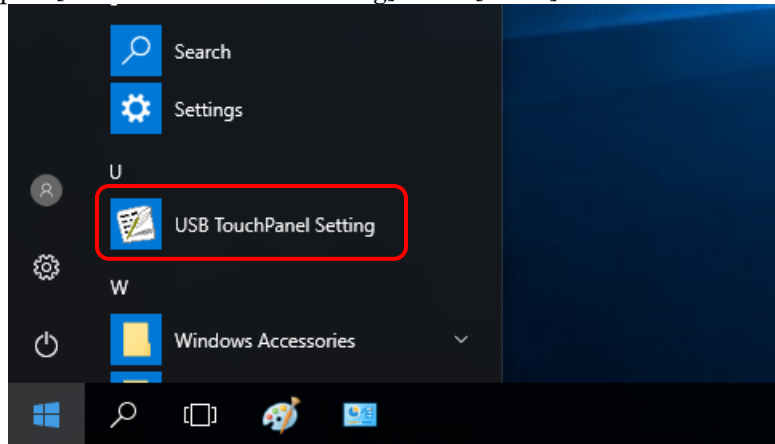 Search
Settings
U
USB TouchPanel Setting
W
Windows Accessories